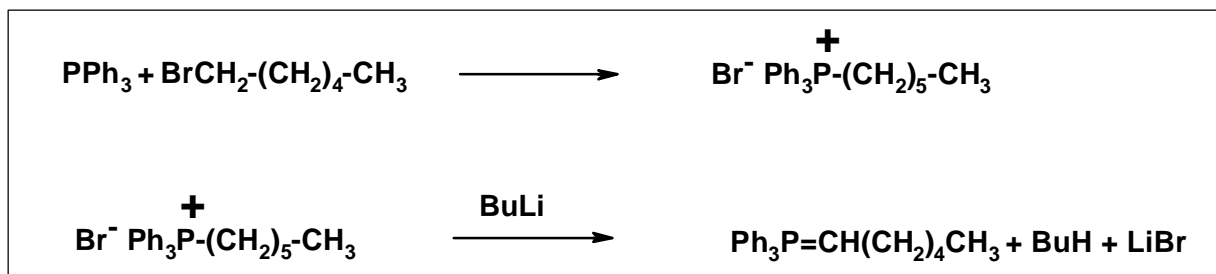 PPh₃ + BrCH₂-(CH₂)₄-CH₃ Br⁻ Ph₃P⁺-(CH₂)₅-CH₃
BuLi
Br⁻ Ph₃P⁺-(CH₂)₅-CH₃ Ph₃P=CH(CH₂)₄CH₃ + BuH + LiBr